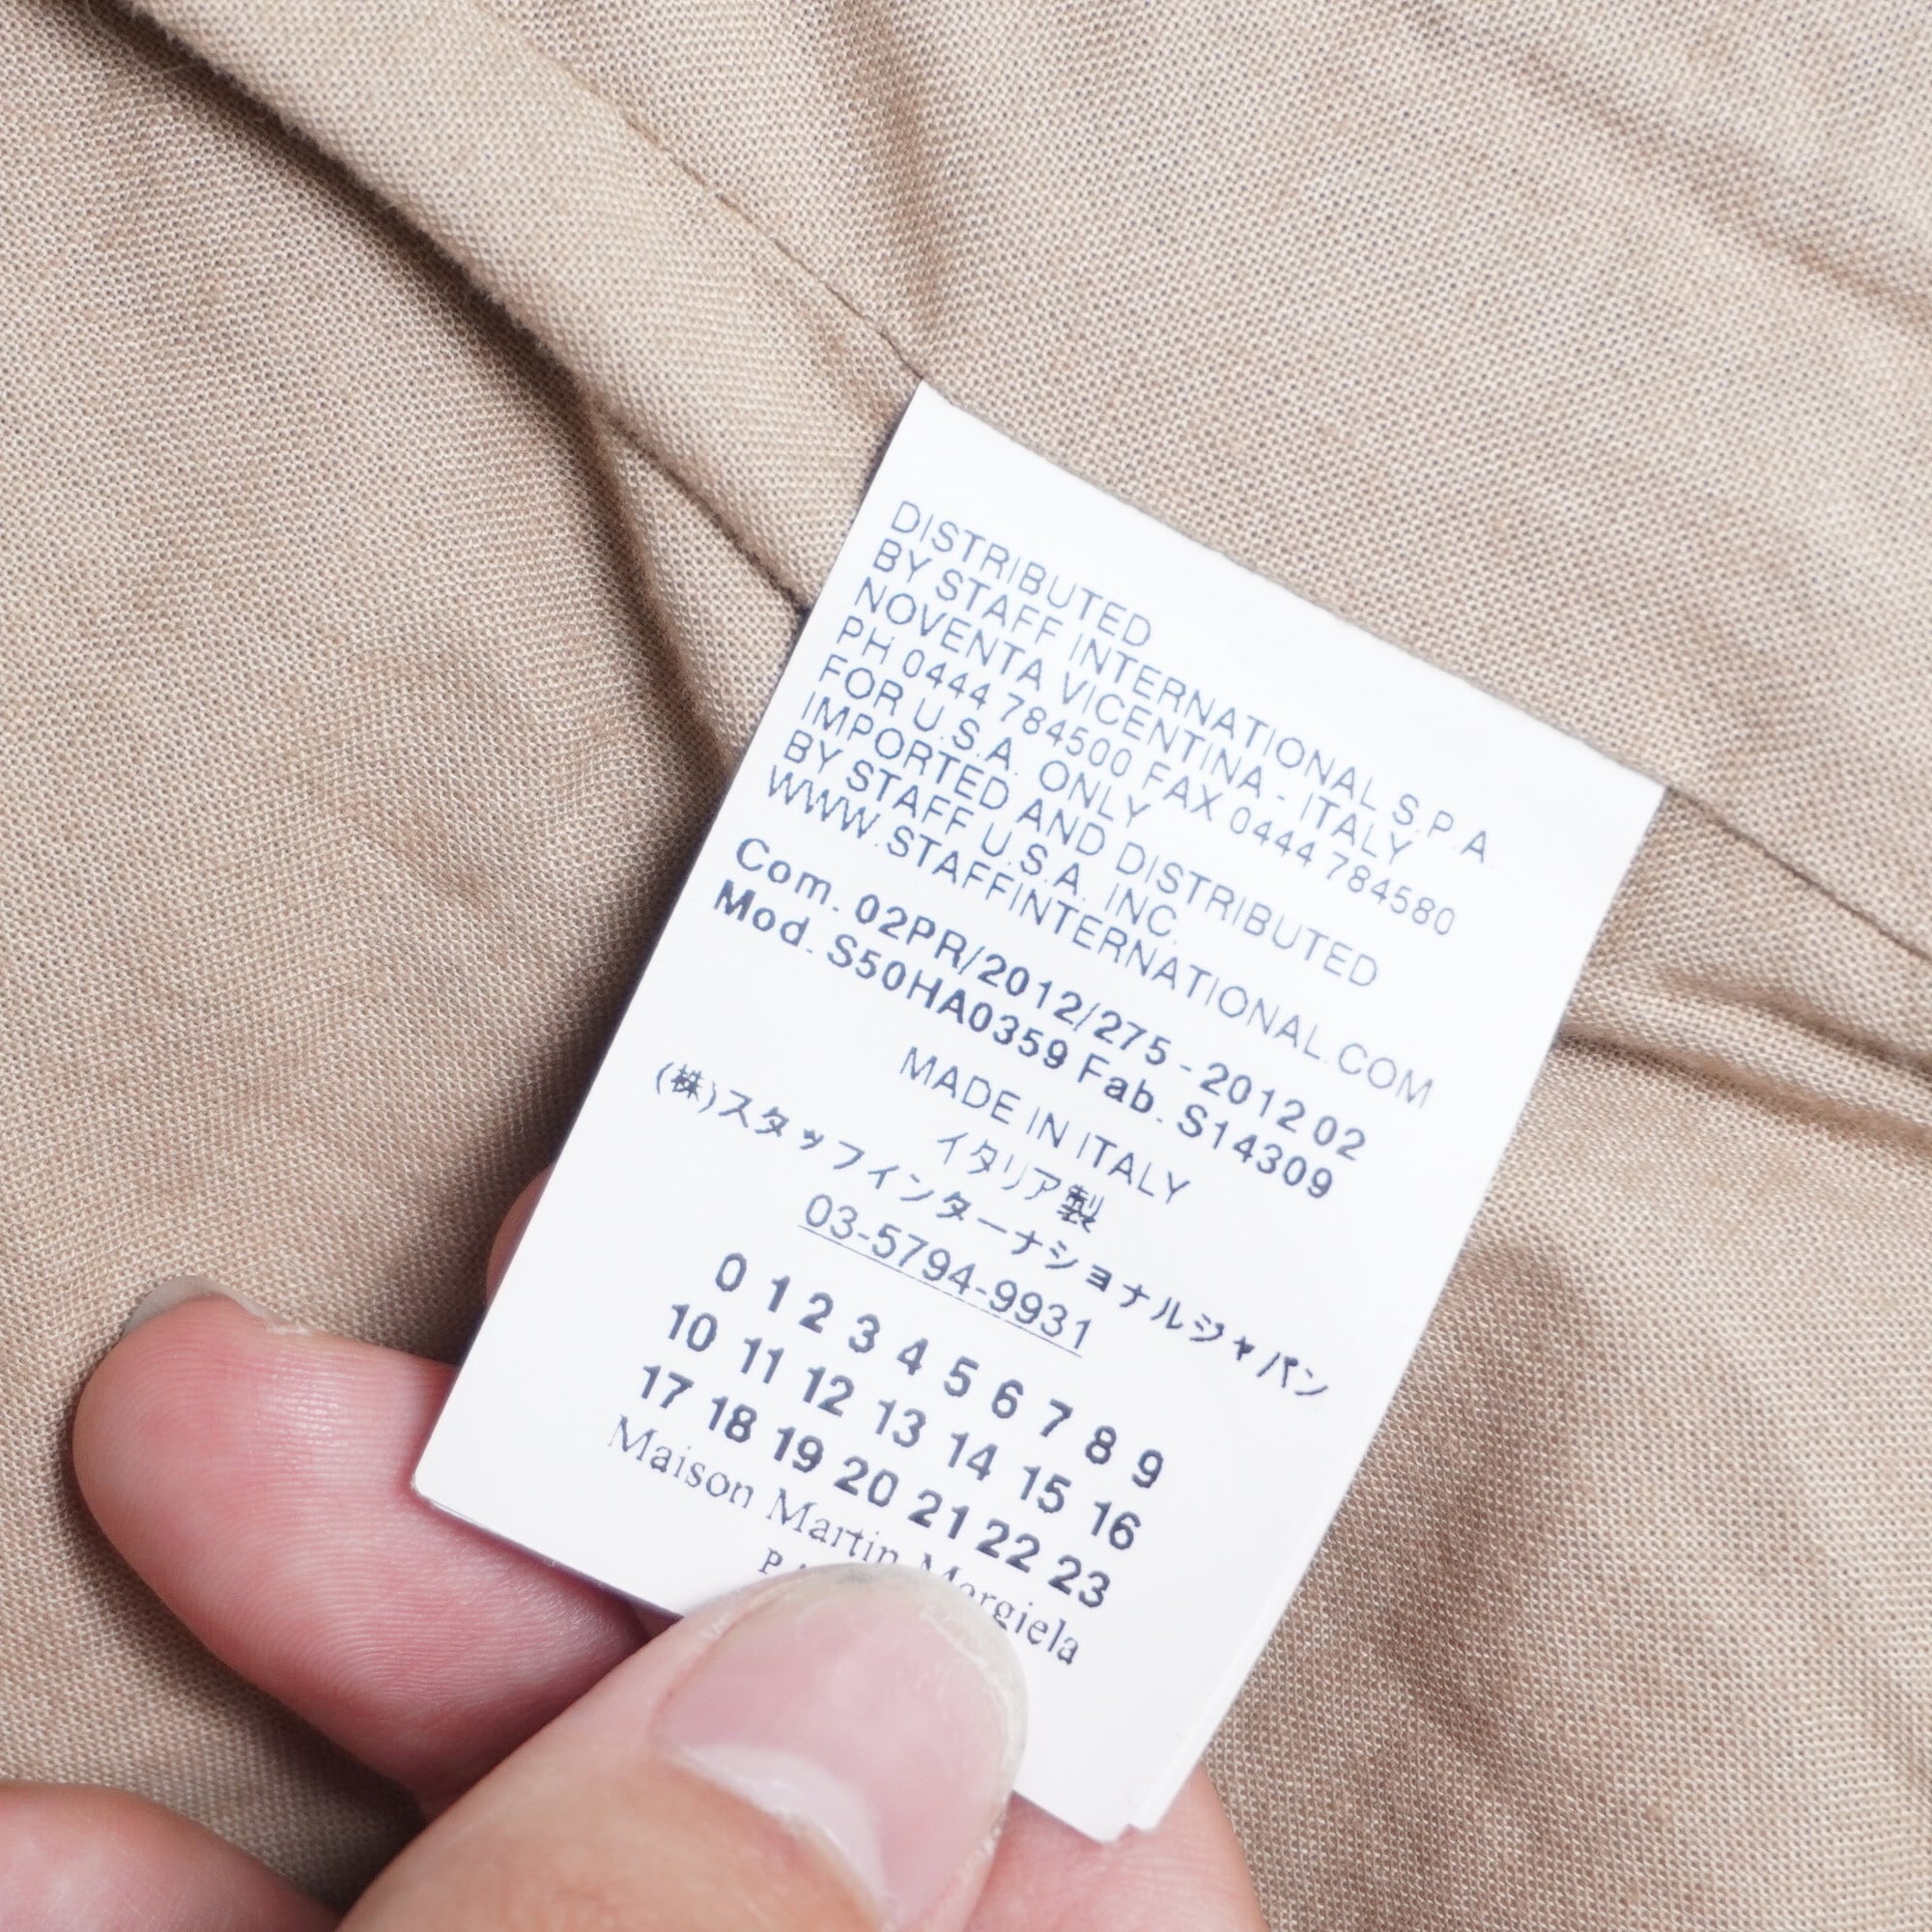 DISTRIBUTED
BY STAFF INTERNATIONAL S.P.A.
NOVENTA VICENTINA - ITALY
PH 0444 784500 FAX 0444 784580
FOR U.S.A. ONLY
IMPORTED AND DISTRIBUTED
BY STAFF U.S.A. INC.
WWW.STAFFINTERNATIONAL.COM
Com. 02PR/2012/275 - 2012 02
Mod. S50HA0359 Fab. S14309
MADE IN ITALY
イタリア製
(株)スタッフインターナショナルジャパン
03-5794-9931
0 1 2 3 4 5 6 7 8 9
10 11 12 13 14 15 16
17 18 19 20 21 22 23
Maison Martin Margiela